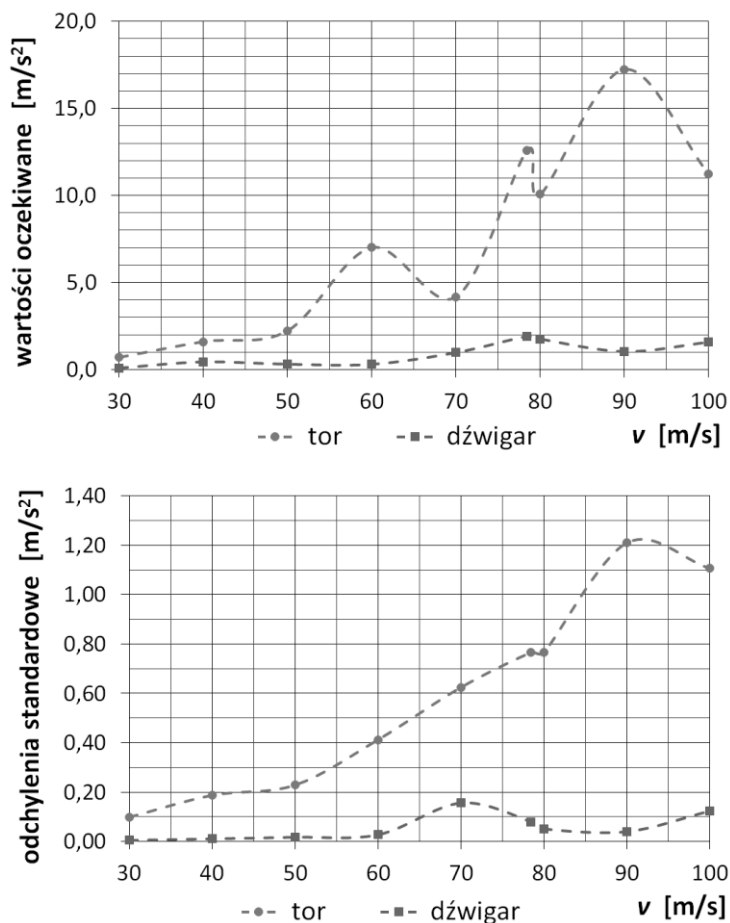 wartości oczekiwane [m/s²]
20,0
15,0
10,0
5,0
0,0
30 40 50 60 70 80 90 100
tor dźwigar v [m/s]
odchylenia standardowe [m/s²]
1,40
1,20
1,00
0,80
0,60
0,40
0,20
0,00
30 40 50 60 70 80 90 100
tor dźwigar v [m/s]